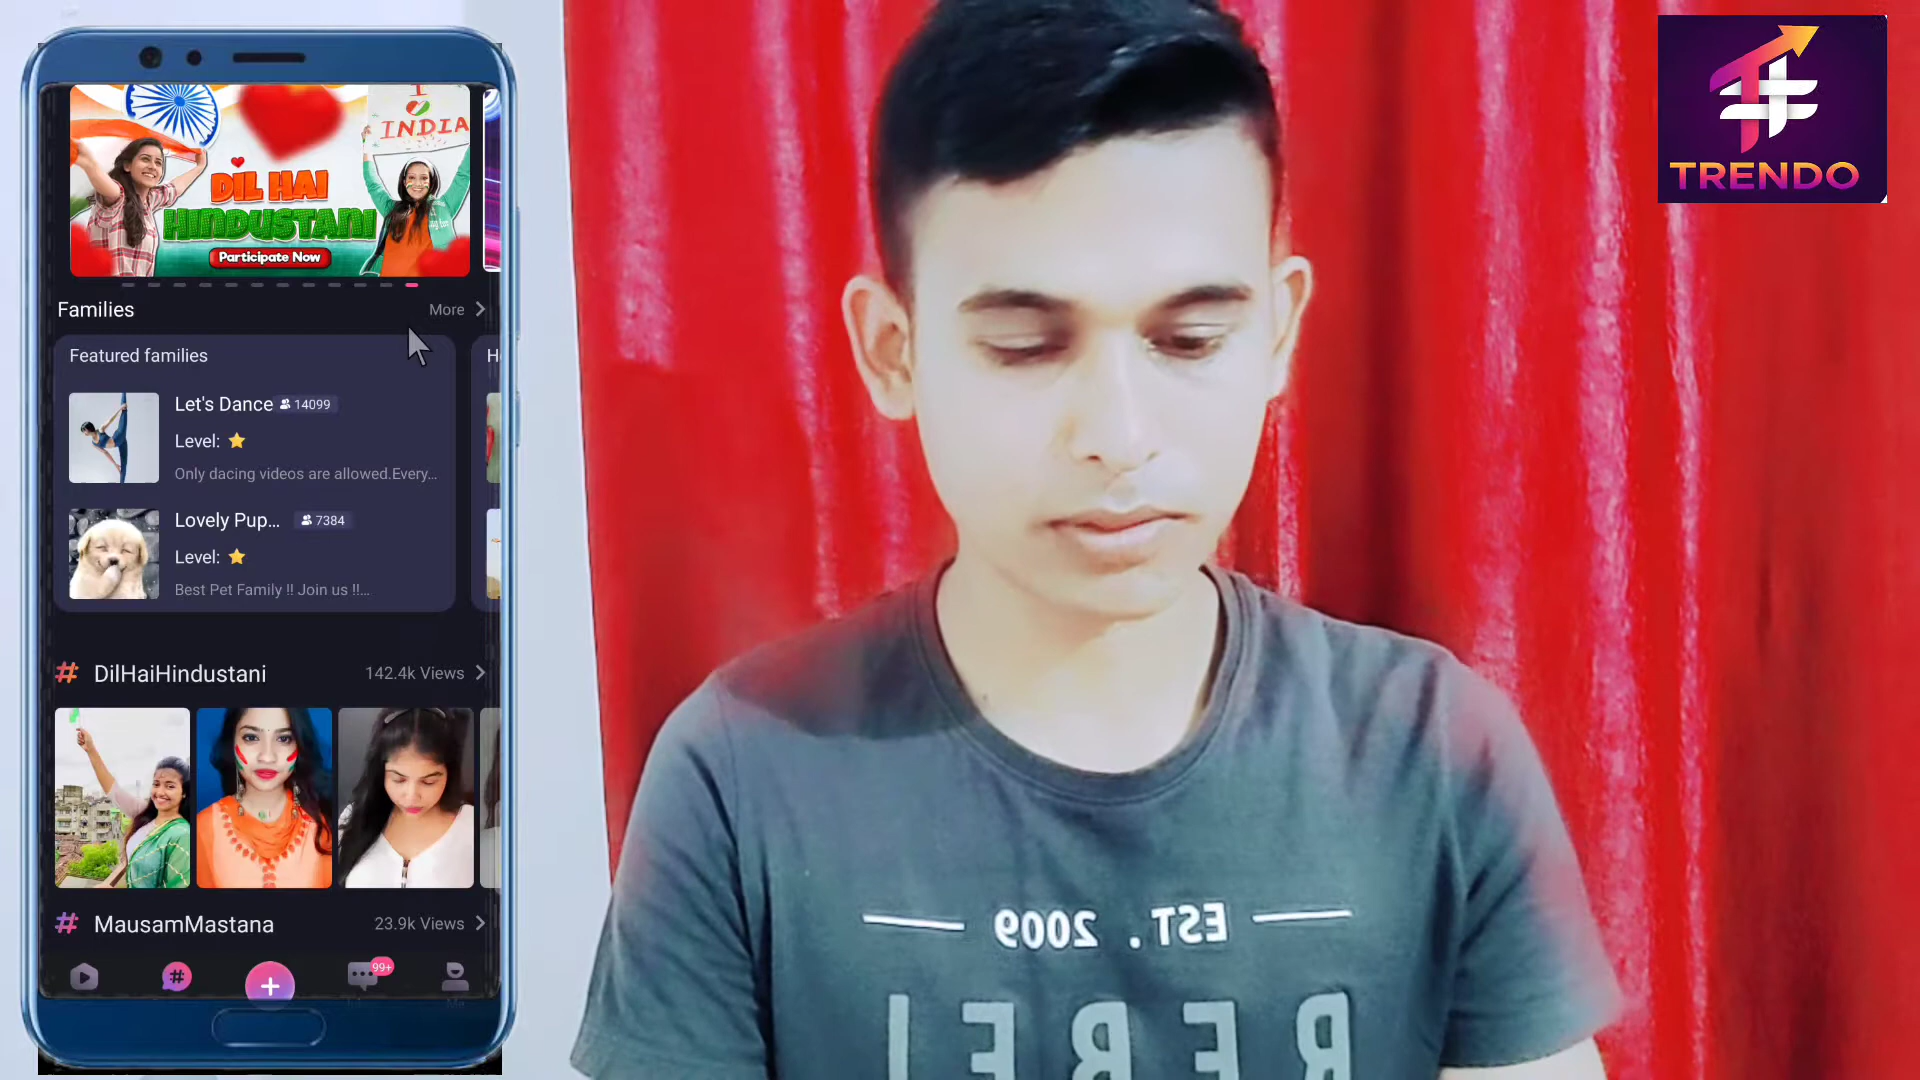 I
INDIA
DIL HAI
HINDUSTANI
Participate Now
Families
More
Featured families
Let's Dance 14099
Level:
Only dacing videos are allowed.Every...
Lovely Pup... 7384
Level:
Best Pet Family !! Join us !!...
# DilHaiHindustani 142.4k Views
# MausamMastana 23.9k Views
#
+
99+
TRENDO
EST. 2009
REBEL